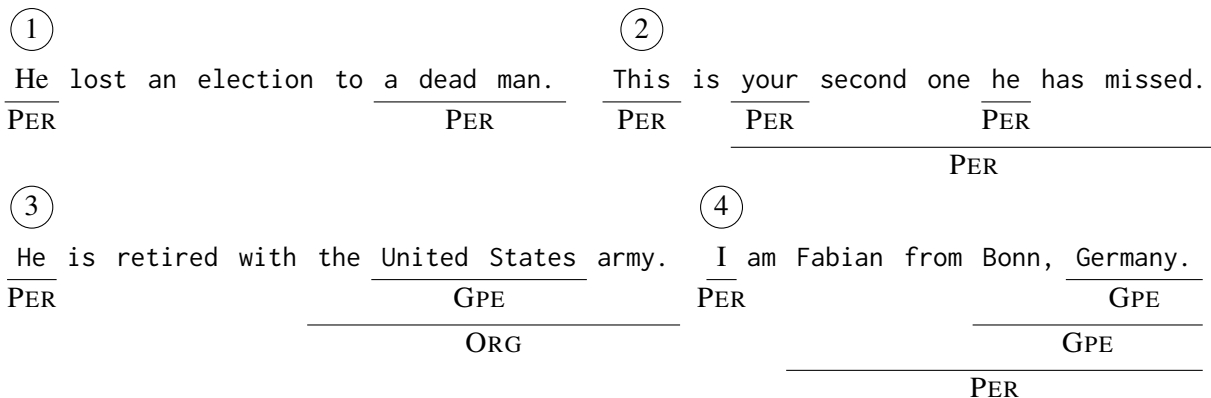 1 2
He lost an election to a dead man. This is your second one he has missed.
PER PER PER PER PER
PER
3 4
He is retired with the United States army. I am Fabian from Bonn, Germany.
PER GPE PER GPE
ORG GPE
PER